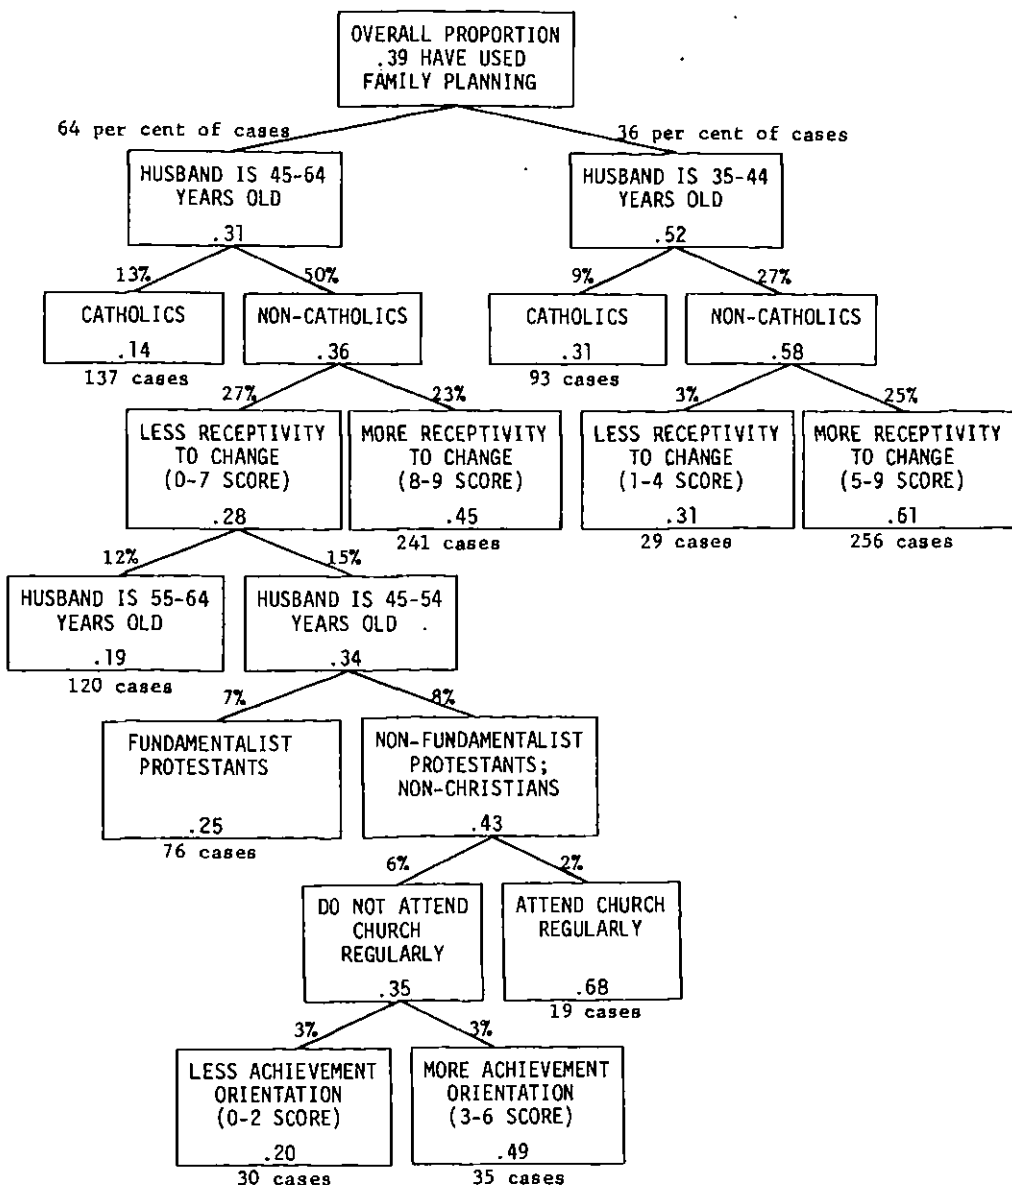 OVERALL PROPORTION
.39 HAVE USED
FAMILY PLANNING
64 per cent of cases
36 per cent of cases
HUSBAND IS 45-64
YEARS OLD
.31
HUSBAND IS 35-44
YEARS OLD
.52
13%
50%
9%
27%
CATHOLICS
.14
137 cases
NON-CATHOLICS
.36
CATHOLICS
.31
93 cases
NON-CATHOLICS
.58
27%
23%
3%
25%
LESS RECEPTIVITY
TO CHANGE
(0-7 SCORE)
.28
MORE RECEPTIVITY
TO CHANGE
(8-9 SCORE)
.45
241 cases
LESS RECEPTIVITY
TO CHANGE
(1-4 SCORE)
.31
29 cases
MORE RECEPTIVITY
TO CHANGE
(5-9 SCORE)
.61
256 cases
12%
15%
HUSBAND IS 55-64
YEARS OLD
.19
120 cases
HUSBAND IS 45-54
YEARS OLD
.34
7%
8%
FUNDAMENTALIST
PROTESTANTS
.25
76 cases
NON-FUNDAMENTALIST
PROTESTANTS;
NON-CHRISTIANS
.43
6%
2%
DO NOT ATTEND
CHURCH
REGULARLY
.35
ATTEND CHURCH
REGULARLY
.68
19 cases
3%
3%
LESS ACHIEVEMENT
ORIENTATION
(0-2 SCORE)
.20
30 cases
MORE ACHIEVEMENT
ORIENTATION
(3-6 SCORE)
.49
35 cases